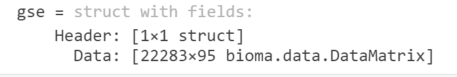 gse = struct with fields:
Header: [1×1 struct]
Data: [22283×95 bioma.data.DataMatrix]